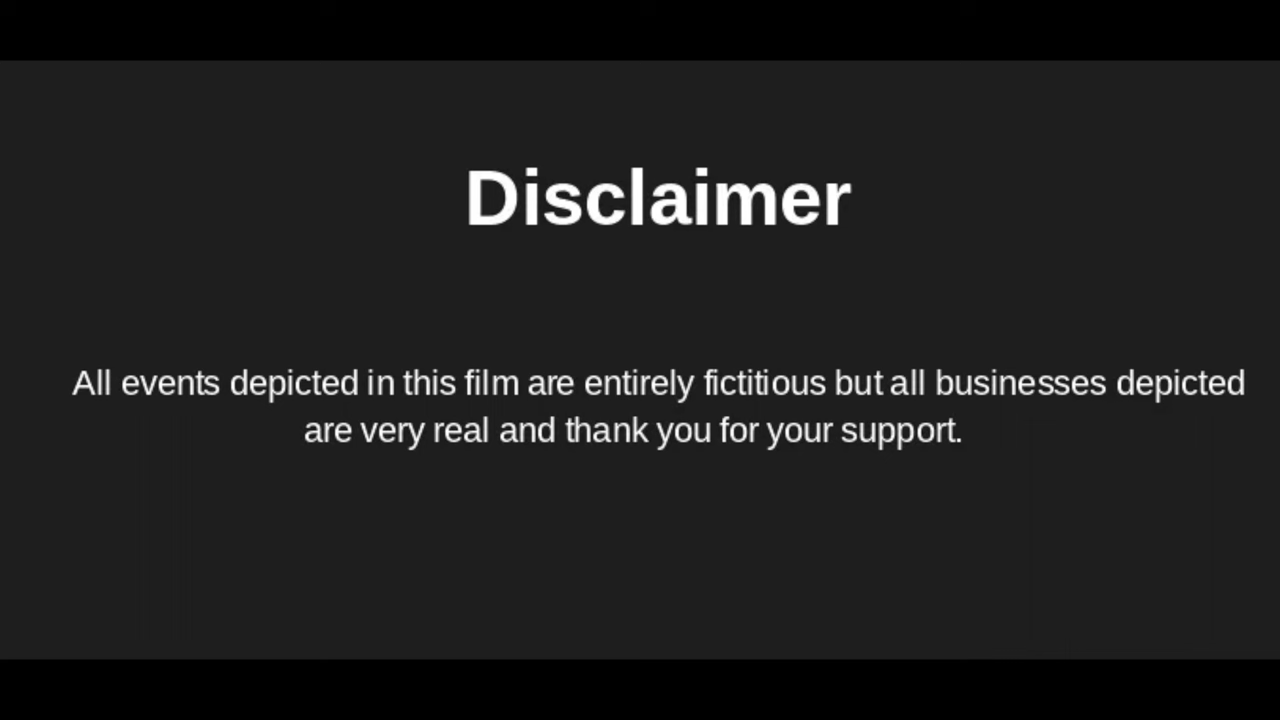 Disclaimer
All events depicted in this film are entirely fictitious but all businesses depicted
are very real and thank you for your support.